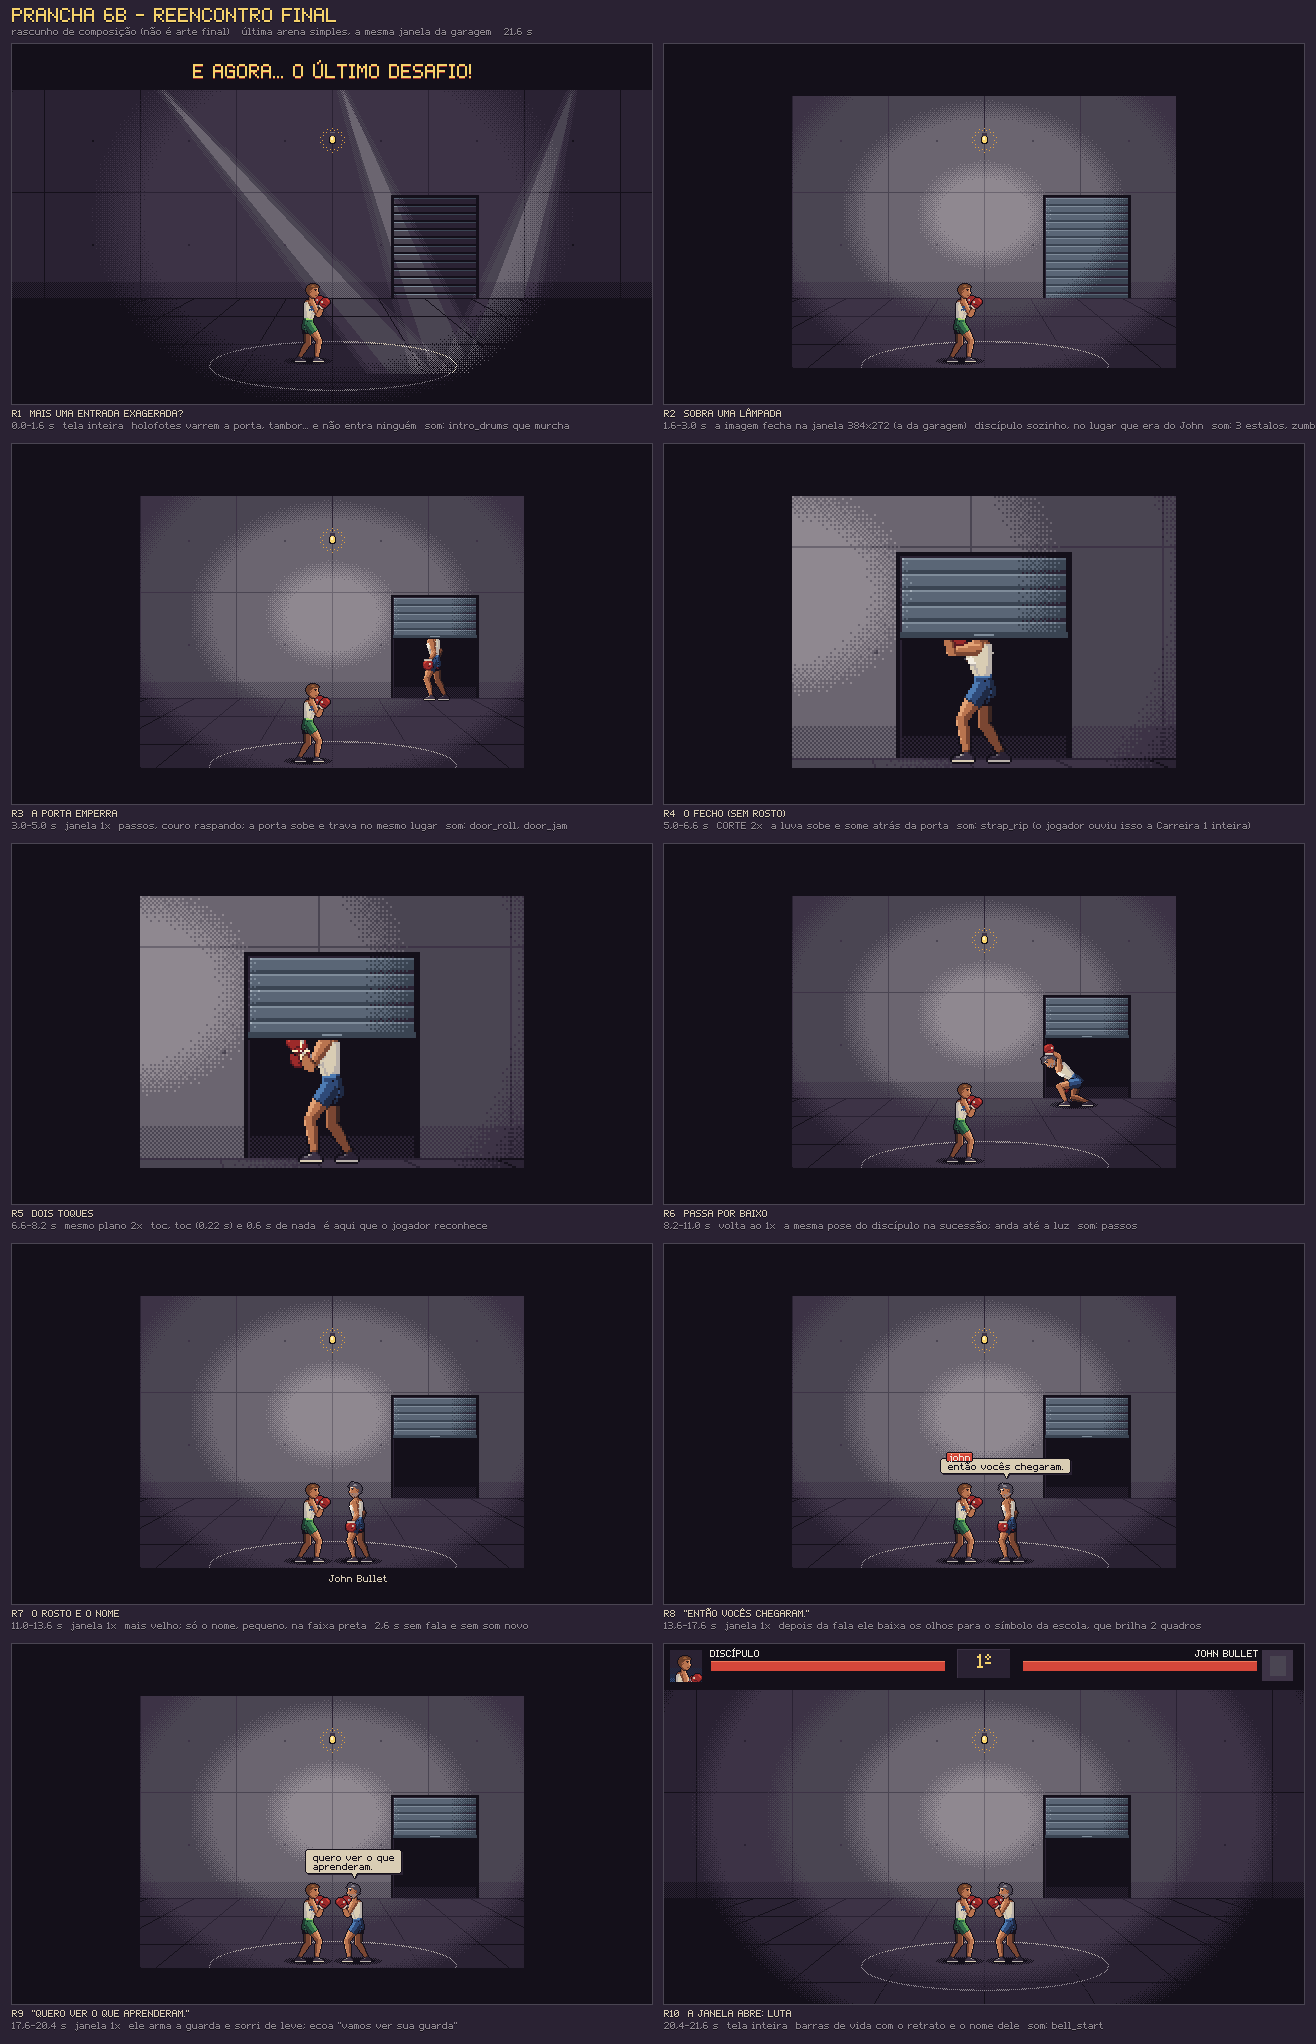 PRANCHA 6B - REENCONTRO FINAL
rascunho de composição (não é arte final) última arena simples, a mesma janela da garagem 21,6 s
E AGORA... O ÚLTIMO DESAFIO!
R1 MAIS UMA ENTRADA EXAGERADA?
0.0-1.6 s tela inteira holofotes varrem a porta, tambor... e não entra ninguém som: intro_drums que murcha
R2 SOBRA UMA LÂMPADA
1.6-3.0 s a imagem fecha na janela 384x272 (a da garagem) discípulo sozinho, no lugar que era do John som: 3 estalos, zumb
R3 A PORTA EMPERRA
3.0-5.0 s janela 1x passos, couro raspando; a porta sobe e trava no mesmo lugar som: door_roll, door_jam
R4 O FECHO (SEM ROSTO)
5.0-6.6 s CORTE 2x a luva sobe e some atrás da porta som: strap_rip (o jogador ouviu isso a Carreira 1 inteira)
R5 DOIS TOQUES
6.6-8.2 s mesmo plano 2x toc, toc (0.22 s) e 0.6 s de nada é aqui que o jogador reconhece
R6 PASSA POR BAIXO
8.2-11.0 s volta ao 1x a mesma pose do discípulo na sucessão; anda até a luz som: passos
John Bullet
R7 O ROSTO E O NOME
11.0-13.6 s janela 1x mais velho; só o nome, pequeno, na faixa preta 2.6 s sem fala e sem som novo
john
então vocês chegaram.
R8 "ENTÃO VOCÊS CHEGARAM."
13.6-17.6 s janela 1x depois da fala ele baixa os olhos para o símbolo da escola, que brilha 2 quadros
quero ver o que
aprenderam.
R9 "QUERO VER O QUE APRENDERAM."
17.6-20.4 s janela 1x ele arma a guarda e sorri de leve; ecoa "vamos ver sua guarda"
DISCÍPULO
1º
JOHN BULLET
R10 A JANELA ABRE: LUTA
20.4-21.6 s tela inteira barras de vida com o retrato e o nome dele som: bell_start